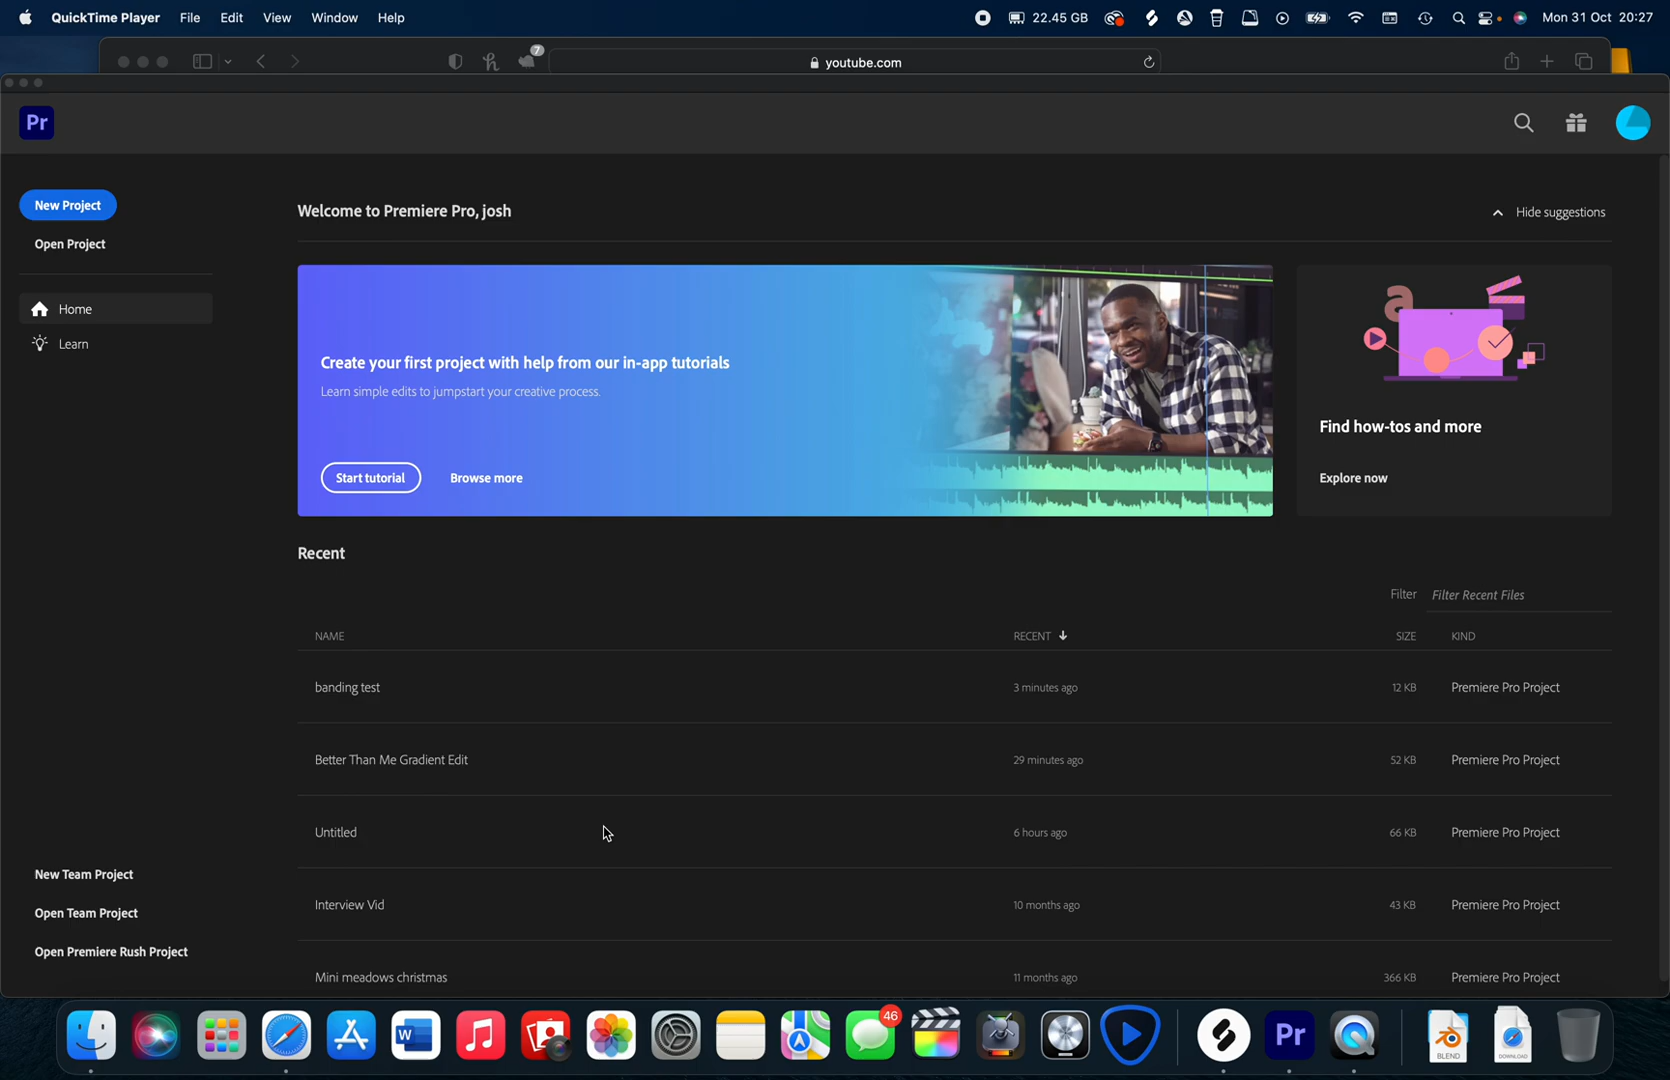 QuickTime Player File Edit View Window Help 22.45 GB Mon 31 Oct 20:27
7 youtube.com
Pr
New Project
Open Project
Home
Learn
Welcome to Premiere Pro, josh
Hide suggestions
Create your first project with help from our in-app tutorials
Learn simple edits to jumpstart your creative process.
Start tutorial Browse more
a
Find how-tos and more
Explore now
Recent
Filter Filter Recent Files
NAME RECENT SIZE KIND
banding test 3 minutes ago 12 KB Premiere Pro Project
Better Than Me Gradient Edit 29 minutes ago 52 KB Premiere Pro Project
Untitled 6 hours ago 66 KB Premiere Pro Project
Interview Vid 10 months ago 43 KB Premiere Pro Project
Mini meadows christmas 11 months ago 366 KB Premiere Pro Project
New Team Project
Open Team Project
Open Premiere Rush Project
46
W Pr
BLEND DOWNLOAD